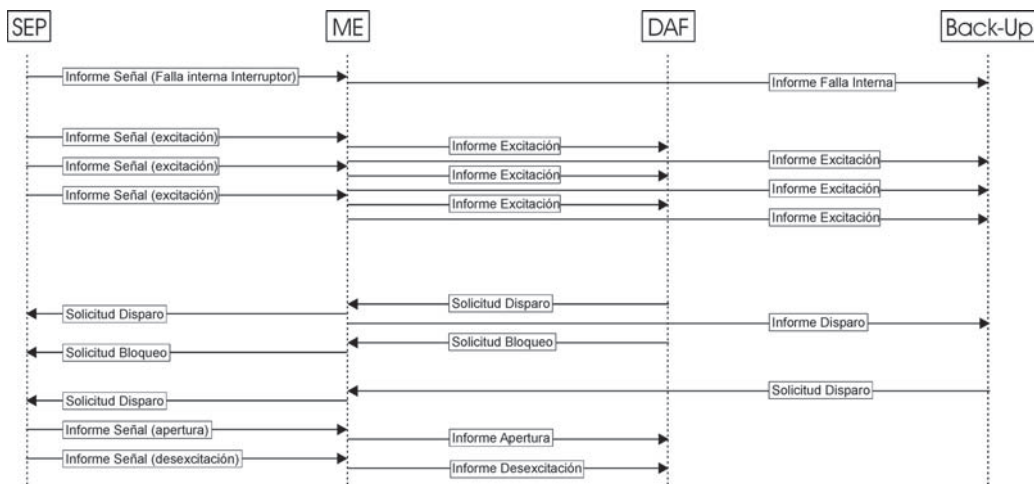 SEP
ME
DAF
Back-Up
Informe Señal (Falla interna Interruptor)
Informe Falla Interna
Informe Señal (excitación)
Informe Excitación
Informe Excitación
Informe Señal (excitación)
Informe Excitación
Informe Excitación
Informe Señal (excitación)
Informe Excitación
Informe Excitación
Solicitud Disparo
Solicitud Disparo
Informe Disparo
Solicitud Bloqueo
Solicitud Bloqueo
Solicitud Disparo
Solicitud Disparo
Informe Señal (apertura)
Informe Apertura
Informe Señal (desexcitación)
Informe Desexcitación